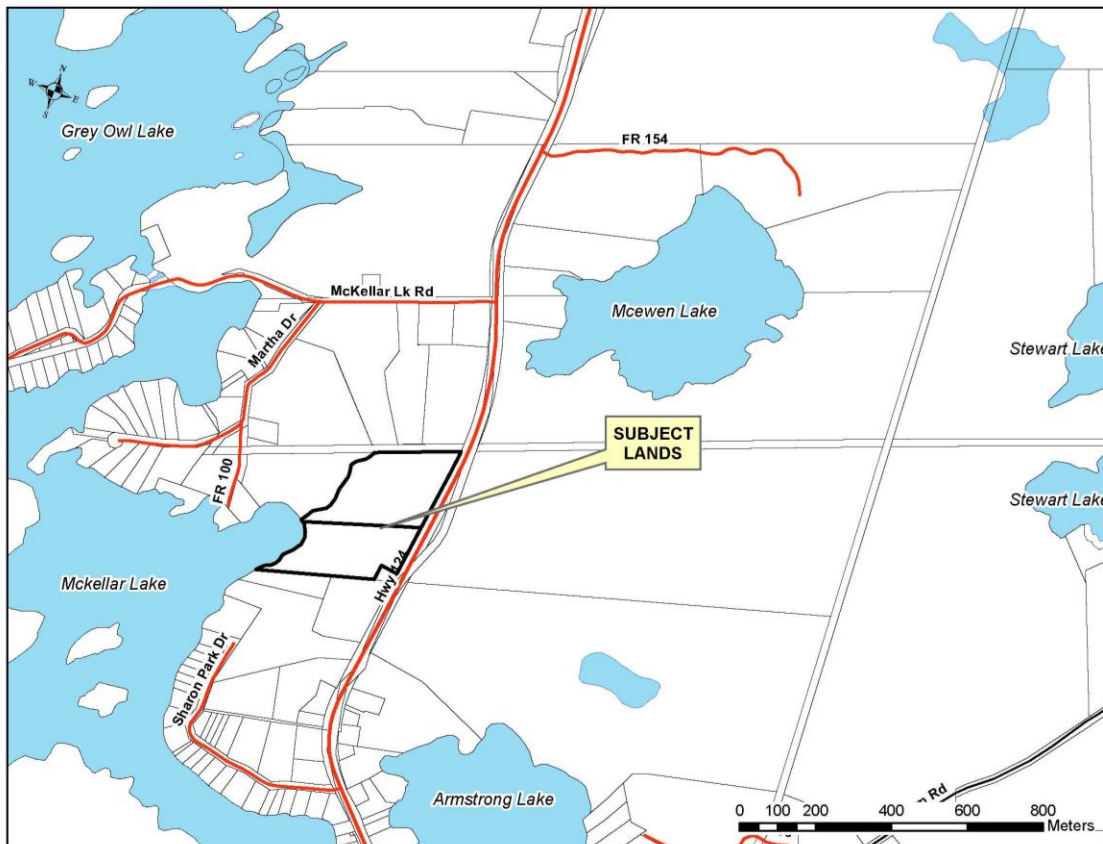 N
W
E
S
Grey Owl Lake
FR 154
McKellar Lk Rd
Mcewen Lake
Martha Dr
Stewart Lake
SUBJECT
LANDS
FR 100
Stewart Lake
Hwy 124
Mckellar Lake
Sharon Park Dr
Armstrong Lake
Rd
0 100 200 400 600 800
Meters